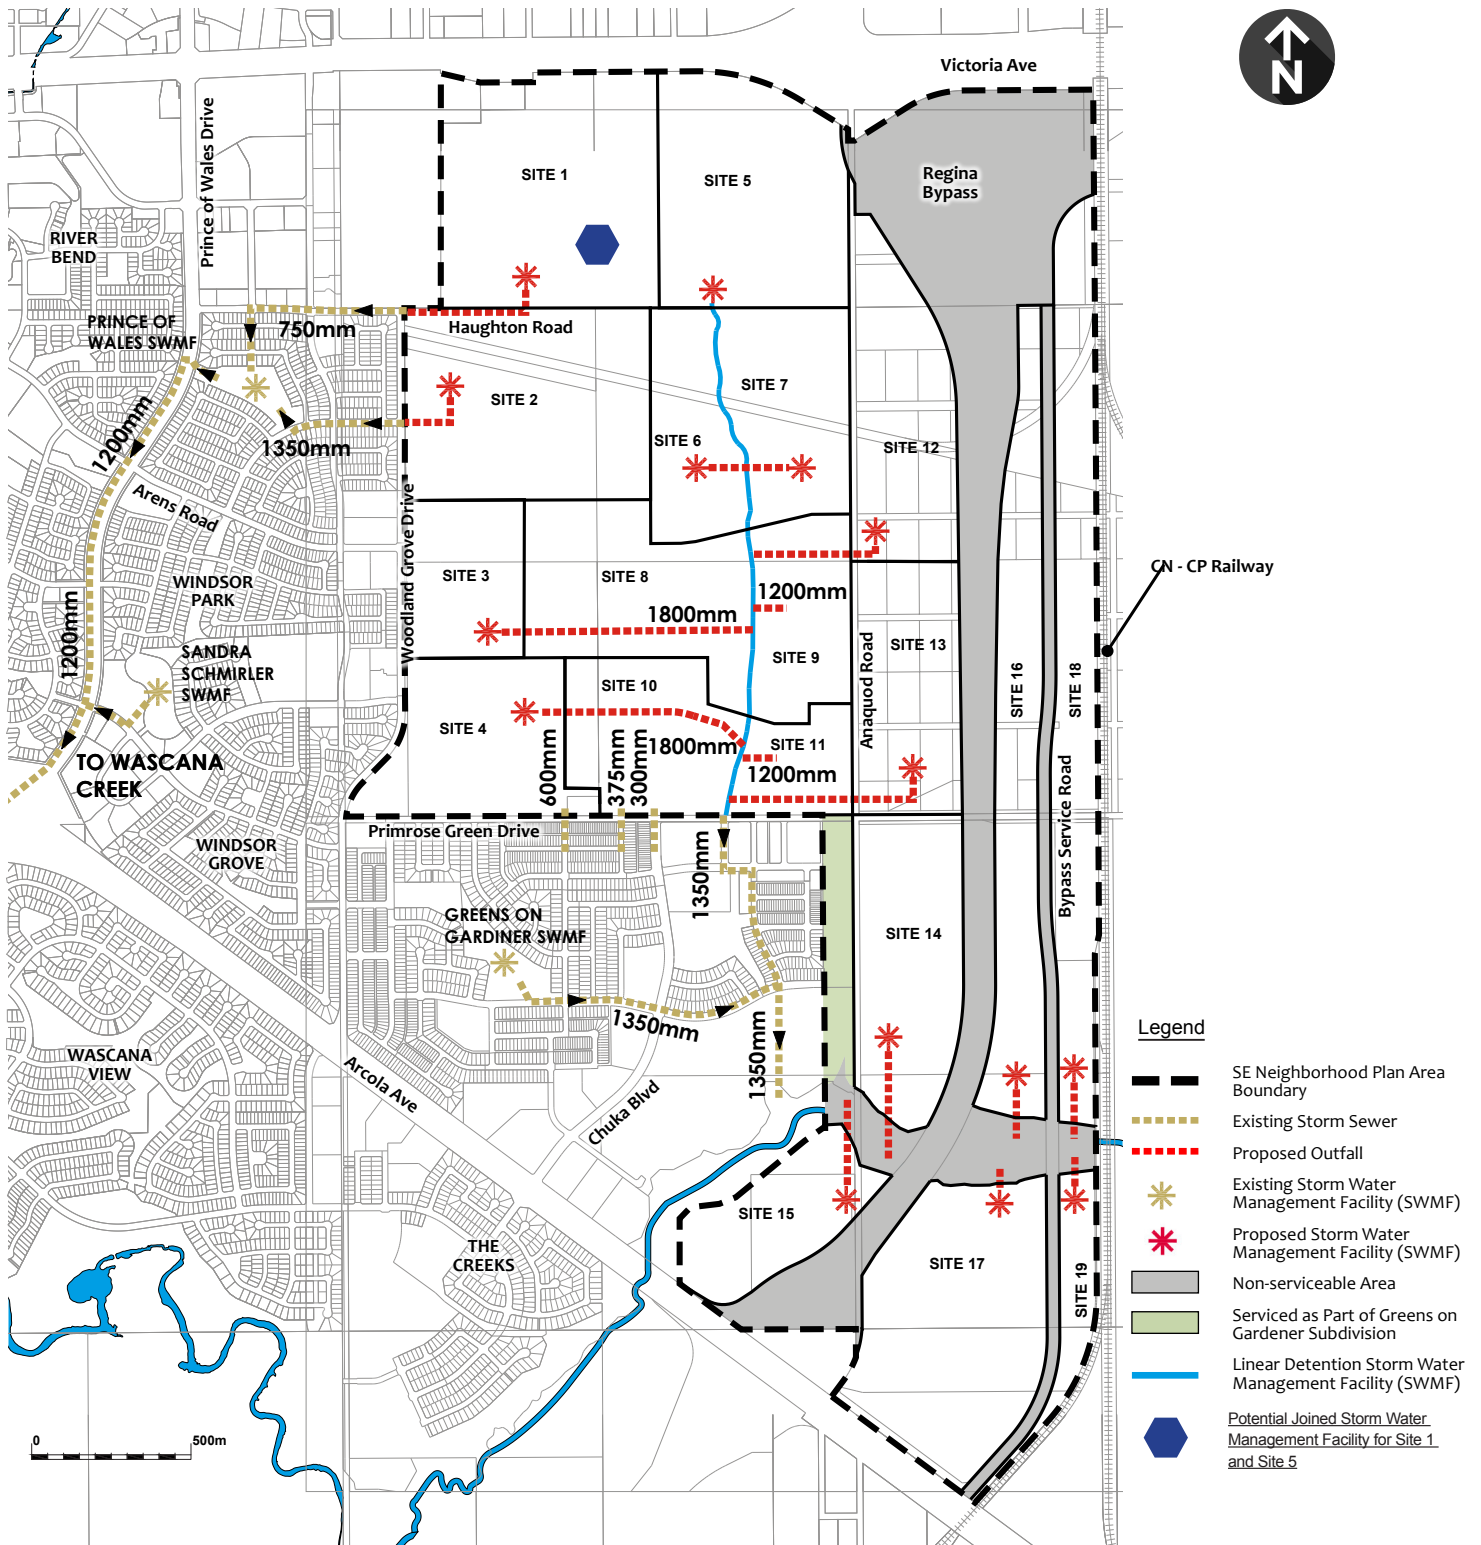 N
Victoria Ave
Prince of Wales Drive
SITE 1
SITE 5
Regina
Bypass
RIVER
BEND
PRINCE OF
WALES SWMF
750mm
Haughton Road
SITE 2
SITE 7
SITE 6
SITE 12
1200mm
1350mm
Arens Road
Woodland Grove Drive
WINDSOR
PARK
SITE 3
SITE 8
1200mm
1800mm
CN - CP Railway
1200mm
SANDRA
SCHMIRLER
SWMF
SITE 9
SITE 13
Anaquod Road
SITE 16
SITE 18
SITE 10
SITE 4
1800mm
SITE 11
1200mm
TO WASCANA
CREEK
600mm
375mm
300mm
Primrose Green Drive
WINDSOR
GROVE
1350mm
Bypass Service Road
GREENS ON
GARDINER SWMF
SITE 14
1350mm
1350mm
WASCANA
VIEW
Arcola Ave
Chuka Blvd
SITE 15
THE
CREEKS
SITE 17
SITE 19
0
500m
Legend
SE Neighborhood Plan Area
Boundary
Existing Storm Sewer
Proposed Outfall
Existing Storm Water
Management Facility (SWMF)
Proposed Storm Water
Management Facility (SWMF)
Non-serviceable Area
Serviced as Part of Greens on
Gardener Subdivision
Linear Detention Storm Water
Management Facility (SWMF)
Potential Joined Storm Water
Management Facility for Site 1
and Site 5